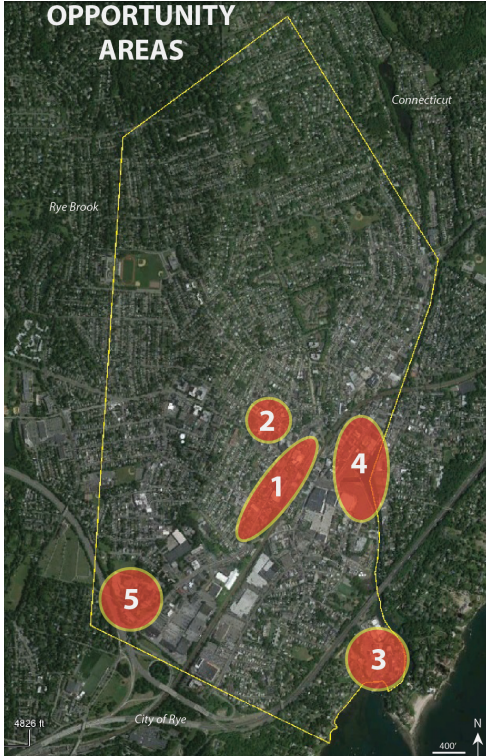 OPPORTUNITY
AREAS
Connecticut
Rye Brook
2
4
1
5
3
City of Rye
4826 ft
N
400'